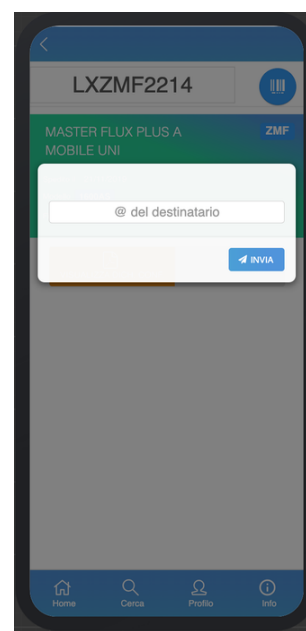 LXZMF2214
MASTER FLUX PLUS A
MOBILE UNI
ZMF
@ del destinatario
INVIA
Home
Cerca
Profilo
Info